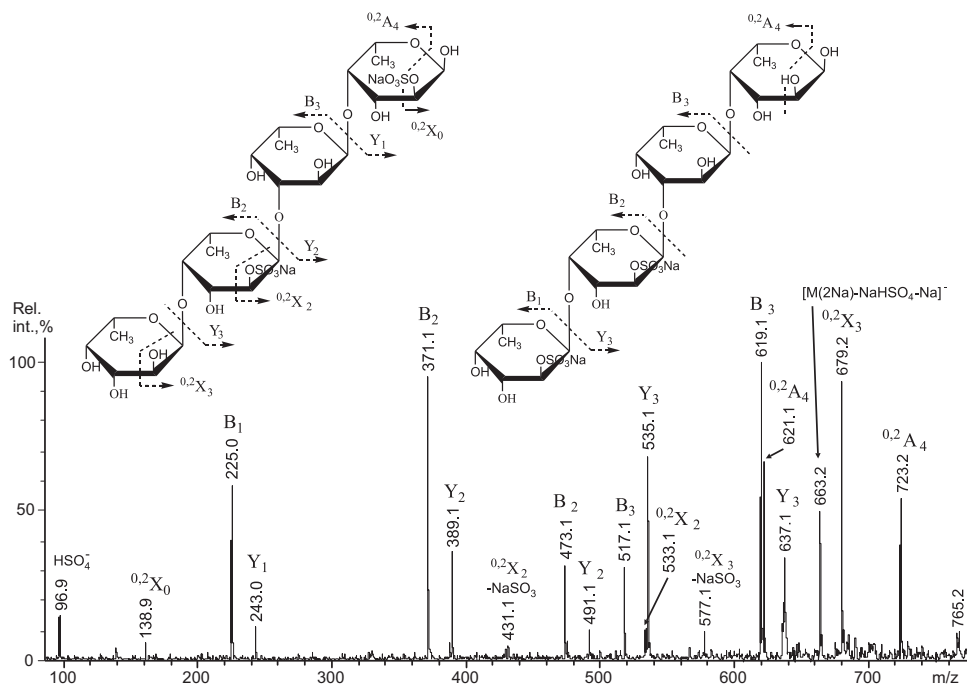 0,2A4
O
OH
CH3
NaO3SO
OH
O
0,2X0
B3
Y1
O
CH3
OH
OH
O
B2
Y2
O
CH3
OSO3Na
OH
0,2X2
O
Y3
O
CH3
OH
OH
OH
0,2X3
0,2A4
O
OH
CH3
HO
OH
O
B3
O
CH3
OH
OH
O
B2
O
CH3
OSO3Na
OH
O
B1
Y3
O
CH3
OSO3Na
OH
OH
[M(2Na)-NaHSO4-Na]-
Rel.
int.,%
100
50
0
HSO4-
96.9
0,2X0
138.9
B1
225.0
Y1
243.0
B2
371.1
Y2
389.1
0,2X2
-NaSO3
431.1
B2
473.1
Y2
491.1
B3
517.1
Y3
535.1
0,2X2
533.1
0,2X3
-NaSO3
577.1
B3
619.1
0,2A4
621.1
Y3
637.1
663.2
0,2X3
679.2
0,2A4
723.2
765.2
100 200 300 400 500 600 700 m/z